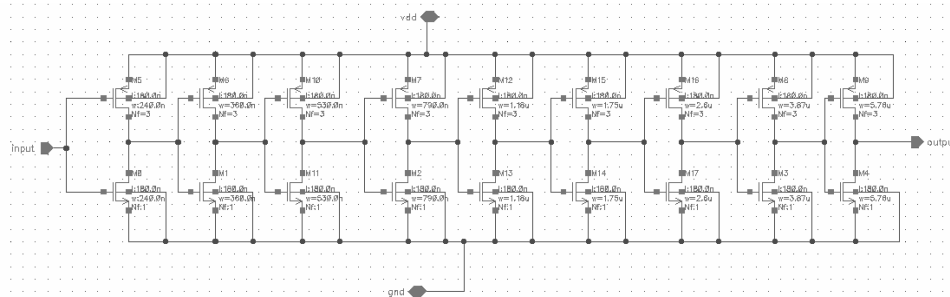 vdd
M5
l:180.0n
w=240.0n
Nf=3
M6
l:180.0n
w=360.0n
Nf=3
M10
l:180.0n
w=530.0n
Nf=3
M7
l:180.0n
w=790.0n
Nf=3
M12
l:180.0n
w=1.18u
Nf=3
M15
l:180.0n
w=1.75u
Nf=3
M16
l:180.0n
w=2.6u
Nf=3
M8
l:180.0n
w=3.87u
Nf=3
M9
l:180.0n
w=5.78u
Nf=3
input
output
M0
l:180.0n
w=240.0n
Nf:1
M1
l:180.0n
w=360.0n
Nf:1
M11
l:180.0n
w=530.0n
Nf:1
M2
l:180.0n
w=790.0n
Nf:1
M13
l:180.0n
w=1.18u
Nf:1
M14
l:180.0n
w=1.75u
Nf:1
M17
l:180.0n
w=2.6u
Nf:1
M3
l:180.0n
w=3.87u
Nf:1
M4
l:180.0n
w=5.78u
Nf:1
gnd